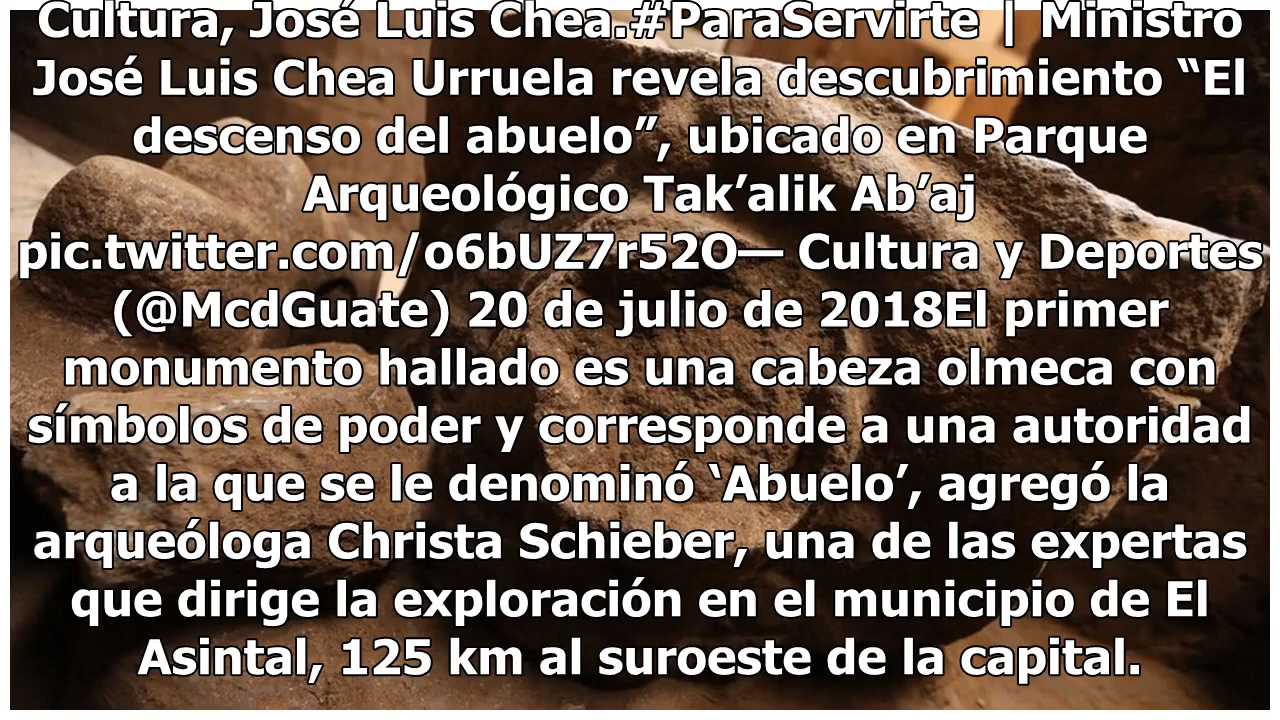 Cultura, José Luis Chea.#ParaServirte | Ministro
José Luis Chea Urruela revela descubrimiento “El
descenso del abuelo”, ubicado en Parque
Arqueológico Tak’alik Ab’aj
pic.twitter.com/o6bUZ7r52O— Cultura y Deportes
(@McdGuate) 20 de julio de 2018El primer
monumento hallado es una cabeza olmeca con
símbolos de poder y corresponde a una autoridad
a la que se le denominó ‘Abuelo’, agregó la
arqueóloga Christa Schieber, una de las expertas
que dirige la exploración en el municipio de El
Asintal, 125 km al suroeste de la capital.